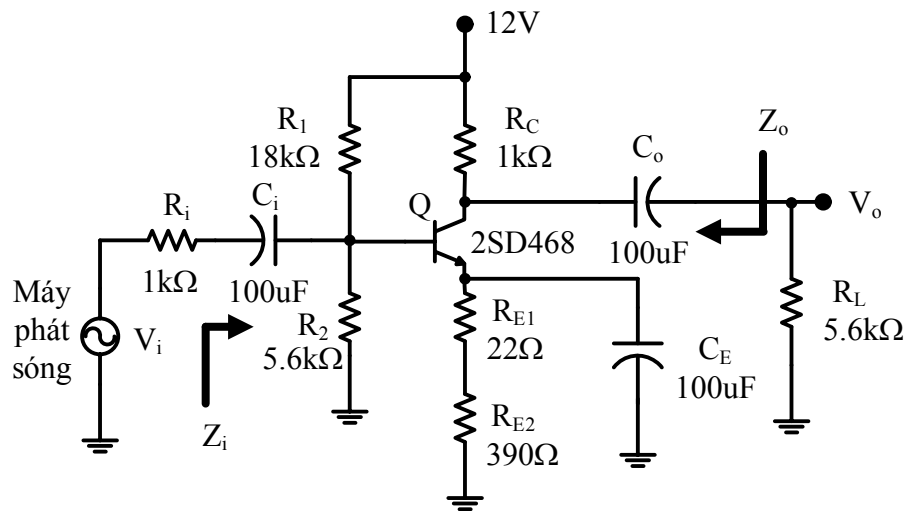 12V
R1
18kΩ
RC
1kΩ
Zo
Co
Ci
Ri
Q
Vo
2SD468
100uF
1kΩ
100uF
Máy
phát
sóng
Vi
R2
5.6kΩ
RE1
22Ω
RL
5.6kΩ
CE
100uF
Zi
RE2
390Ω